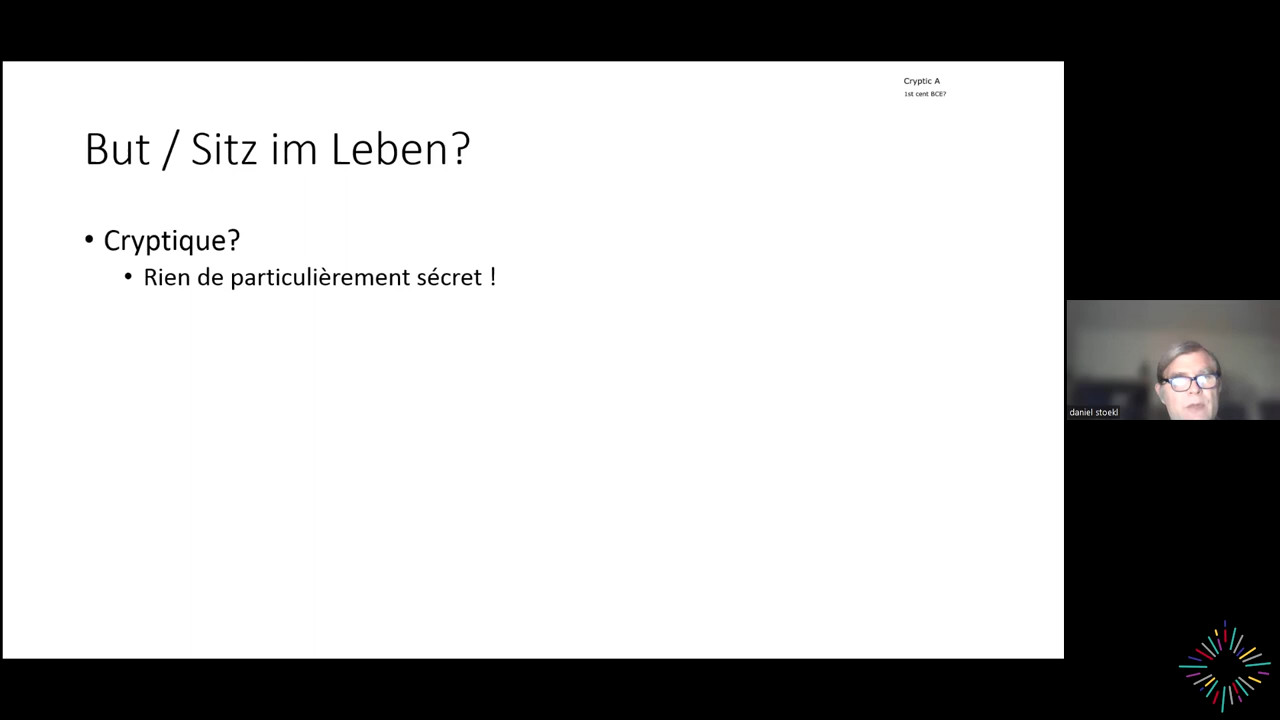 Cryptic A
1st cent BCE?
But / Sitz im Leben?
• Cryptique?
• Rien de particulièrement sécret !
daniel stoekl